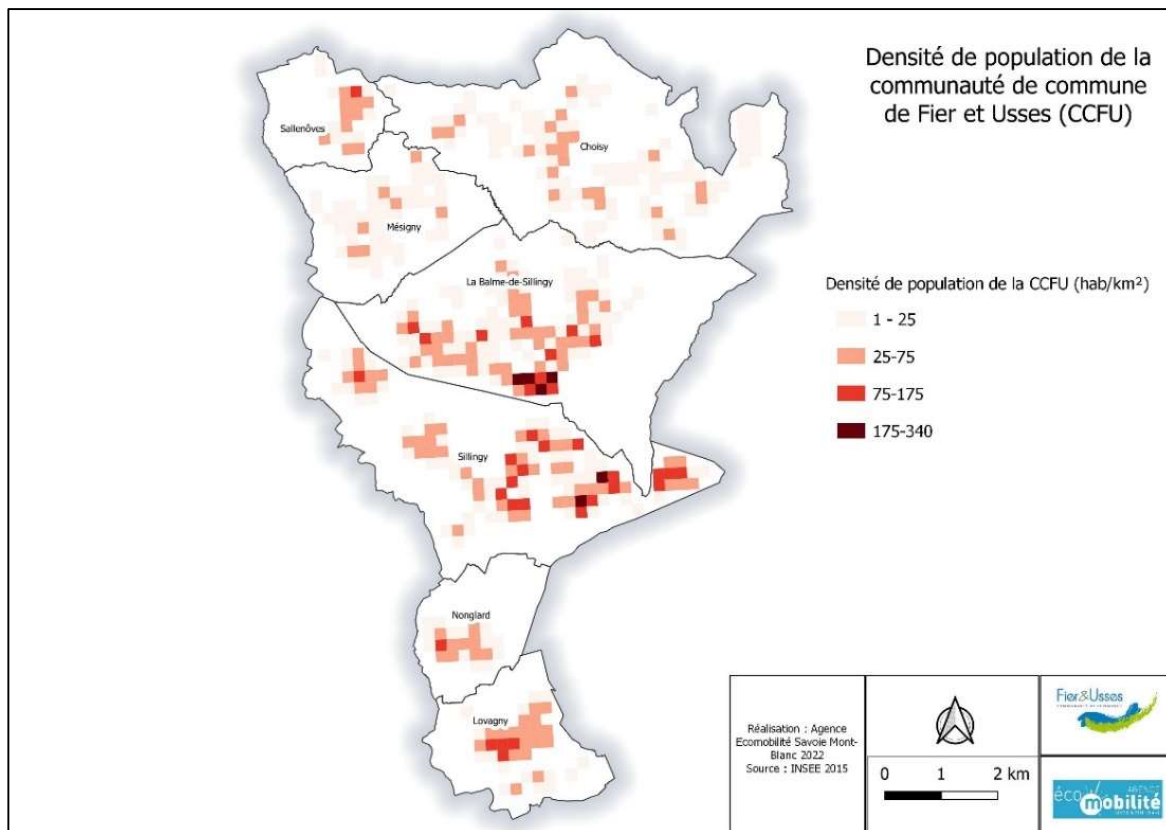 Densité de population de la
communauté de commune
de Fier et Usses (CCFU)
Sallenôves
Choisy
Mésigny
La Balme-de-Sillingy
Sillingy
Nonglard
Lovagny
Densité de population de la CCFU (hab/km²)
1 - 25
25-75
75-175
175-340
Réalisation : Agence
Ecomobilité Savoie Mont-
Blanc 2022
Source : INSEE 2015
0 1 2 km
Fier&Usses
AGENCE
éco
mobilité